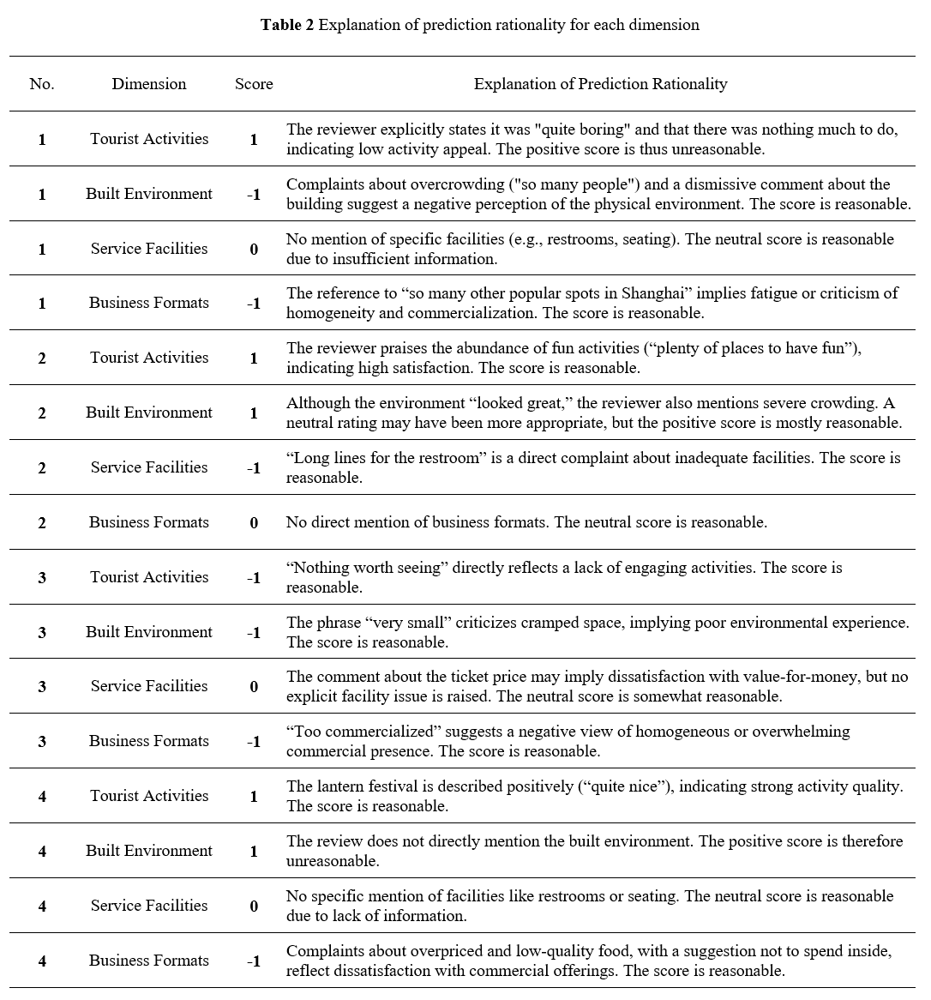 Table 2 Explanation of prediction rationality for each dimension
No. Dimension Score Explanation of Prediction Rationality
1 Tourist Activities 1 The reviewer explicitly states it was "quite boring" and that there was nothing much to do,
indicating low activity appeal. The positive score is thus unreasonable.
1 Built Environment -1 Complaints about overcrowding ("so many people") and a dismissive comment about the
building suggest a negative perception of the physical environment. The score is reasonable.
1 Service Facilities 0 No mention of specific facilities (e.g., restrooms, seating). The neutral score is reasonable
due to insufficient information.
1 Business Formats -1 The reference to “so many other popular spots in Shanghai” implies fatigue or criticism of
homogeneity and commercialization. The score is reasonable.
2 Tourist Activities 1 The reviewer praises the abundance of fun activities (“plenty of places to have fun”),
indicating high satisfaction. The score is reasonable.
2 Built Environment 1 Although the environment “looked great,” the reviewer also mentions severe crowding. A
neutral rating may have been more appropriate, but the positive score is mostly reasonable.
2 Service Facilities -1 “Long lines for the restroom” is a direct complaint about inadequate facilities. The score is
reasonable.
2 Business Formats 0 No direct mention of business formats. The neutral score is reasonable.
3 Tourist Activities -1 “Nothing worth seeing” directly reflects a lack of engaging activities. The score is
reasonable.
3 Built Environment -1 The phrase “very small” criticizes cramped space, implying poor environmental experience.
The score is reasonable.
3 Service Facilities 0 The comment about the ticket price may imply dissatisfaction with value-for-money, but no
explicit facility issue is raised. The neutral score is somewhat reasonable.
3 Business Formats -1 “Too commercialized” suggests a negative view of homogeneous or overwhelming
commercial presence. The score is reasonable.
4 Tourist Activities 1 The lantern festival is described positively (“quite nice”), indicating strong activity quality.
The score is reasonable.
4 Built Environment 1 The review does not directly mention the built environment. The positive score is therefore
unreasonable.
4 Service Facilities 0 No specific mention of facilities like restrooms or seating. The neutral score is reasonable
due to lack of information.
4 Business Formats -1 Complaints about overpriced and low-quality food, with a suggestion not to spend inside,
reflect dissatisfaction with commercial offerings. The score is reasonable.